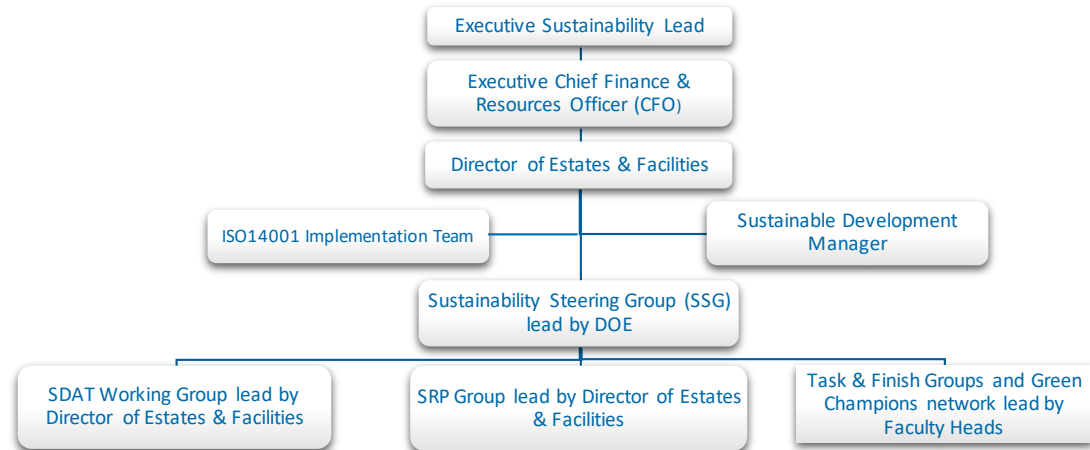 Executive Sustainability Lead
Executive Chief Finance &
Resources Officer (CFO)
Director of Estates & Facilities
ISO14001 Implementation Team
Sustainable Development
Manager
Sustainability Steering Group (SSG)
lead by DOE
SDAT Working Group lead by
Director of Estates & Facilities
SRP Group lead by Director of Estates
& Facilities
Task & Finish Groups and Green
Champions network lead by
Faculty Heads